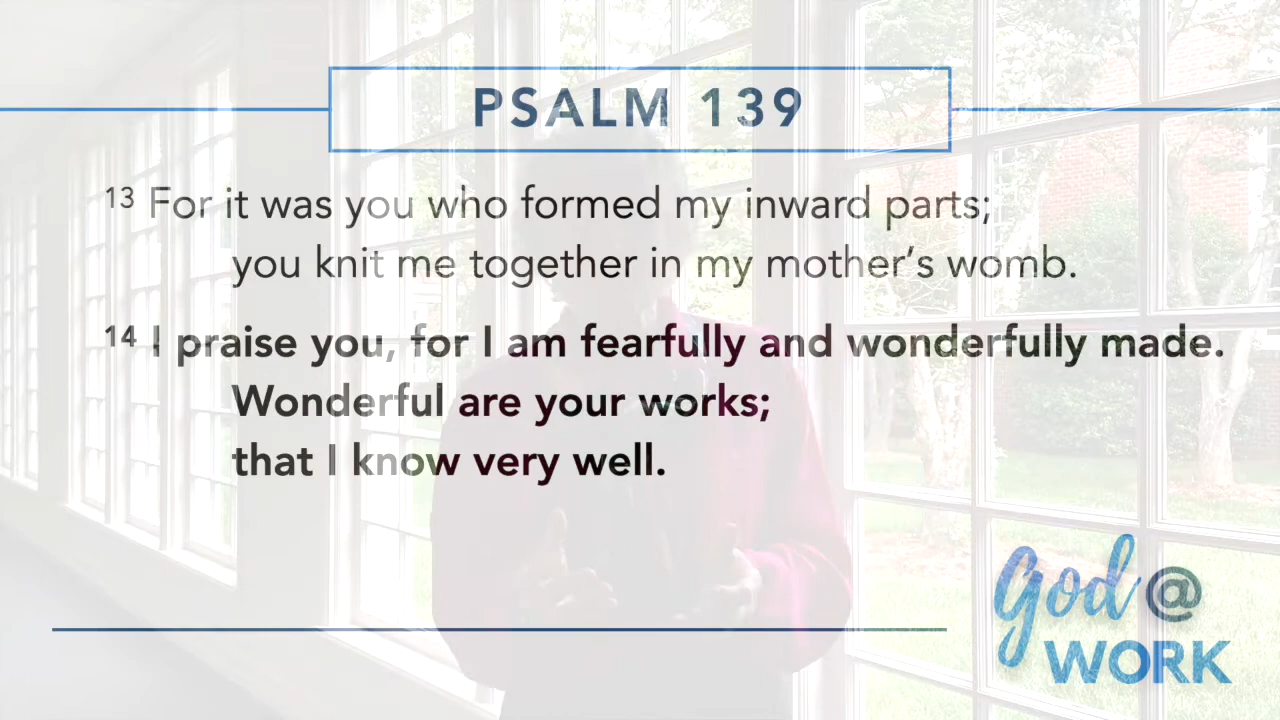 PSALM 139
13 For it was you who formed my inward parts;
you knit me together in my mother’s womb.
14 I praise you, for I am fearfully and wonderfully made.
Wonderful are your works;
that I know very well.
God @
WORK